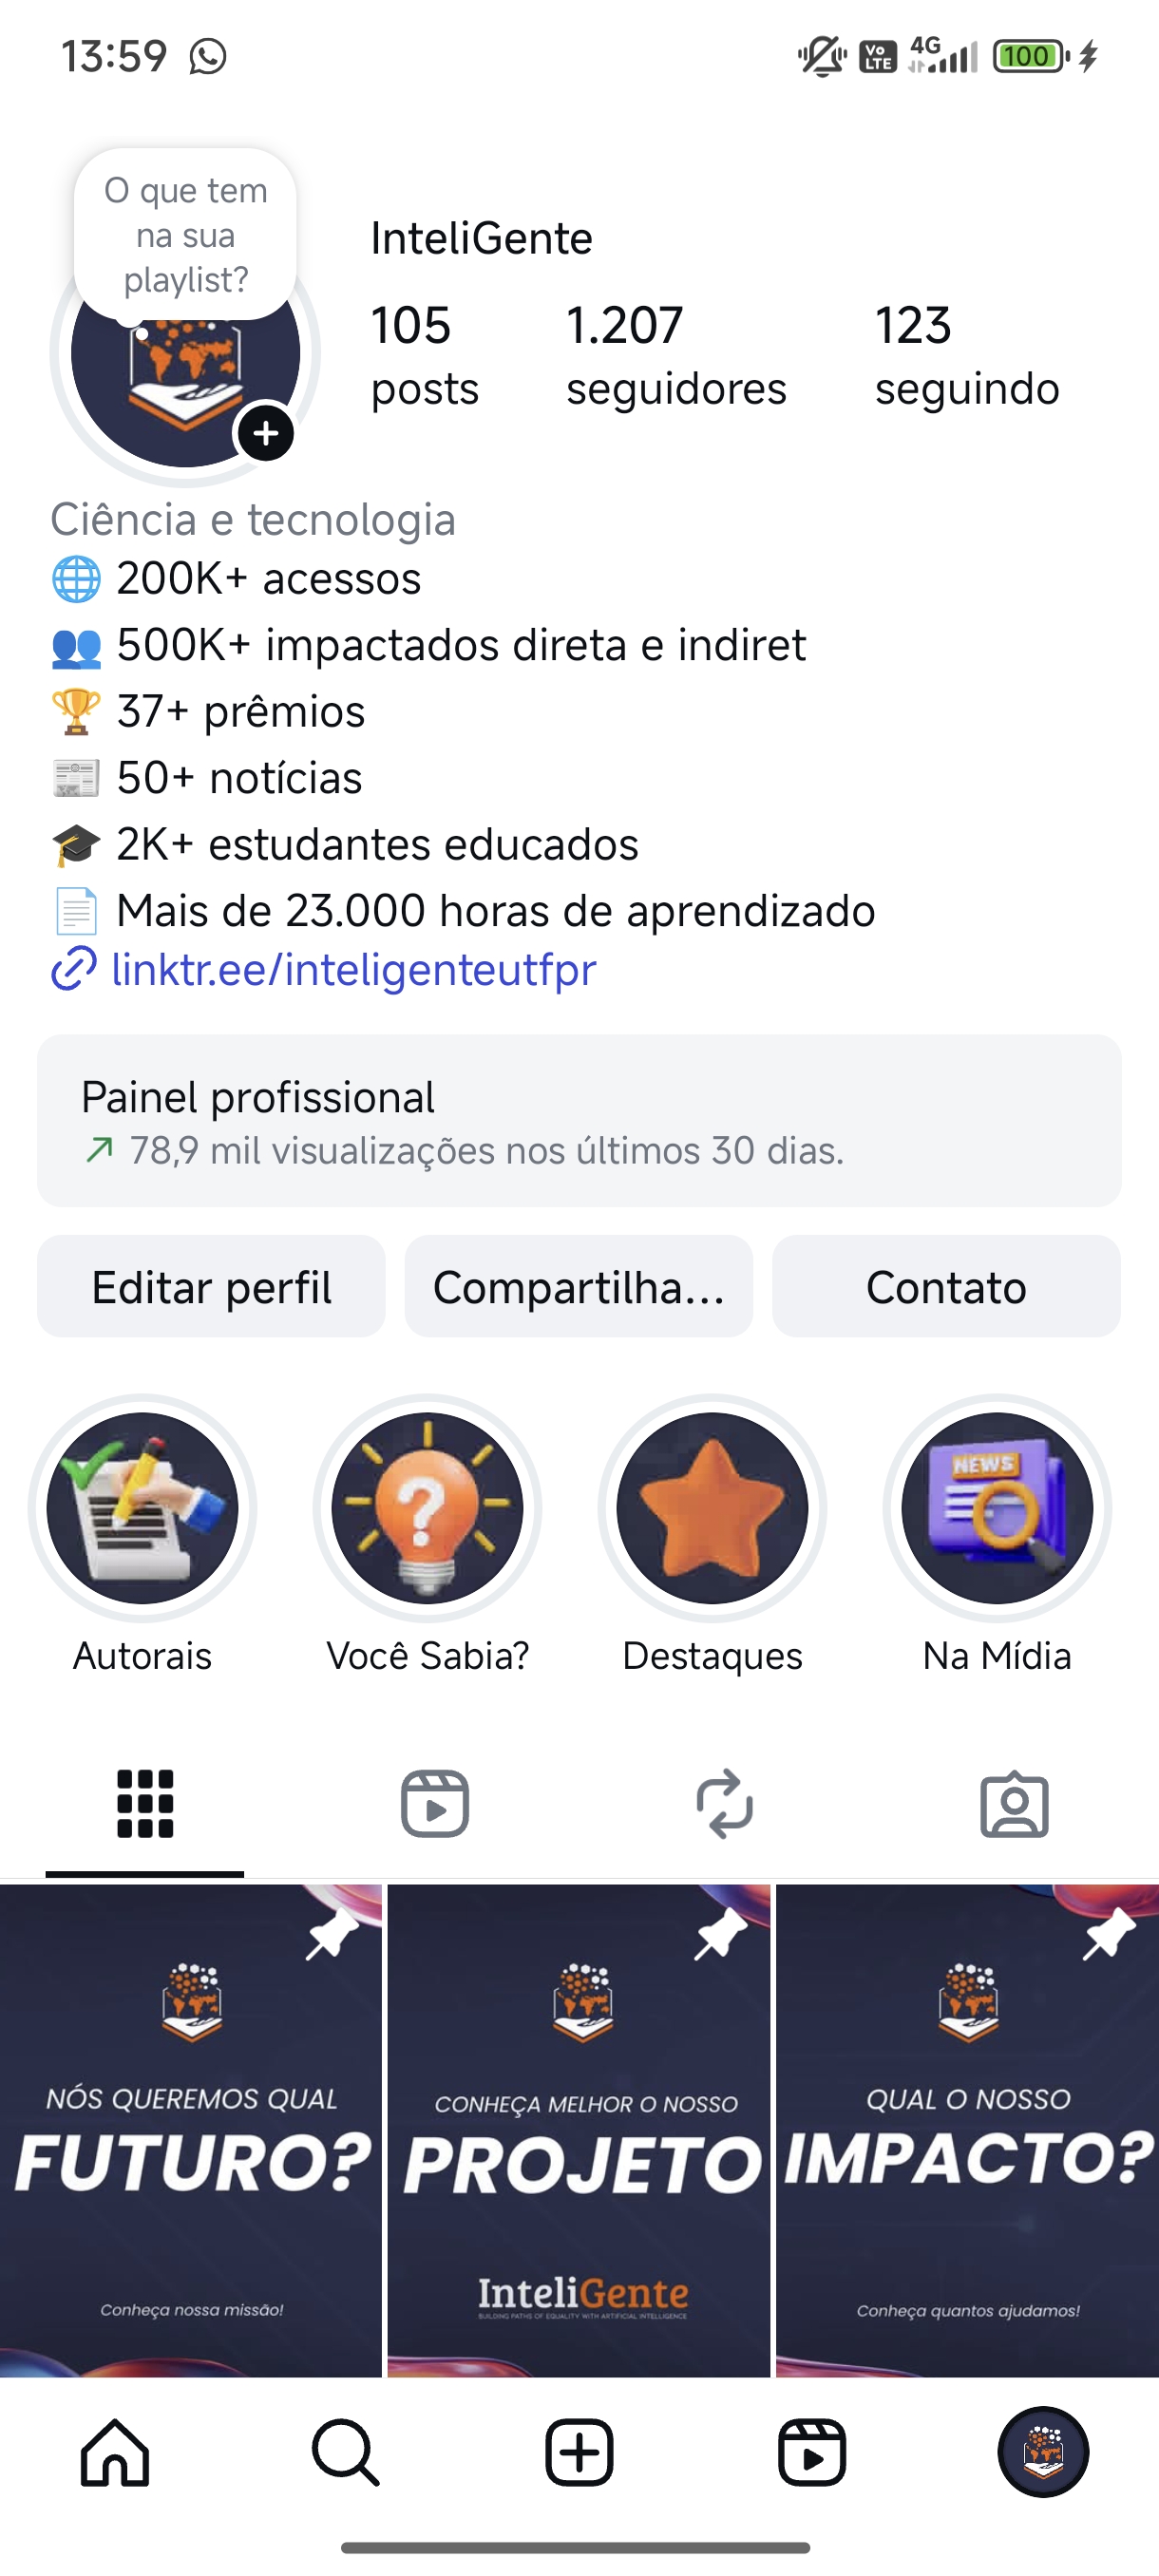 13:59
Vo LTE
4G
100
O que tem
na sua
playlist?
InteliGente
105 1.207 123
posts seguidores seguindo
Ciência e tecnologia
🌐 200K+ acessos
👥 500K+ impactados direta e indiret
🏆 37+ prêmios
📰 50+ notícias
🎓 2K+ estudantes educados
📄 Mais de 23.000 horas de aprendizado
linktr.ee/inteligenteutfpr
Painel profissional
78,9 mil visualizações nos últimos 30 dias.
Editar perfil Compartilha... Contato
NEWS
Autorais Você Sabia? Destaques Na Mídia
NÓS QUEREMOS QUAL
FUTURO?
Conheça nossa missão!
CONHEÇA MELHOR O NOSSO
PROJETO
InteliGente
BUILDING PATHS OF EQUALITY WITH ARTIFICIAL INTELLIGENCE
QUAL O NOSSO
IMPACTO?
Conheça quantos ajudamos!